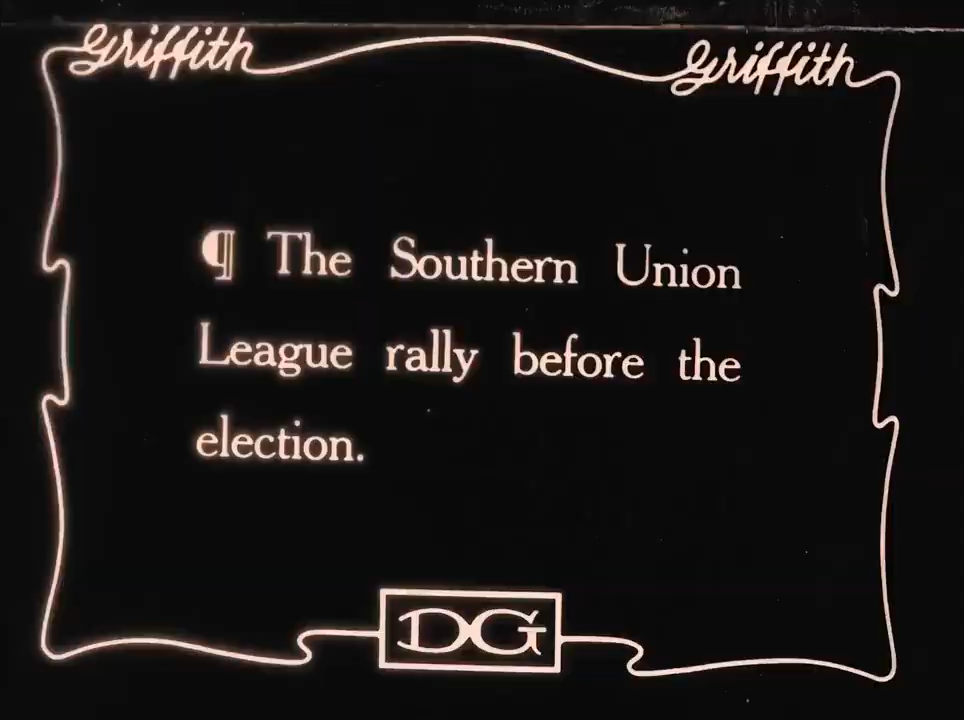 Griffith Griffith
¶ The Southern Union
League rally before the
election.
DG